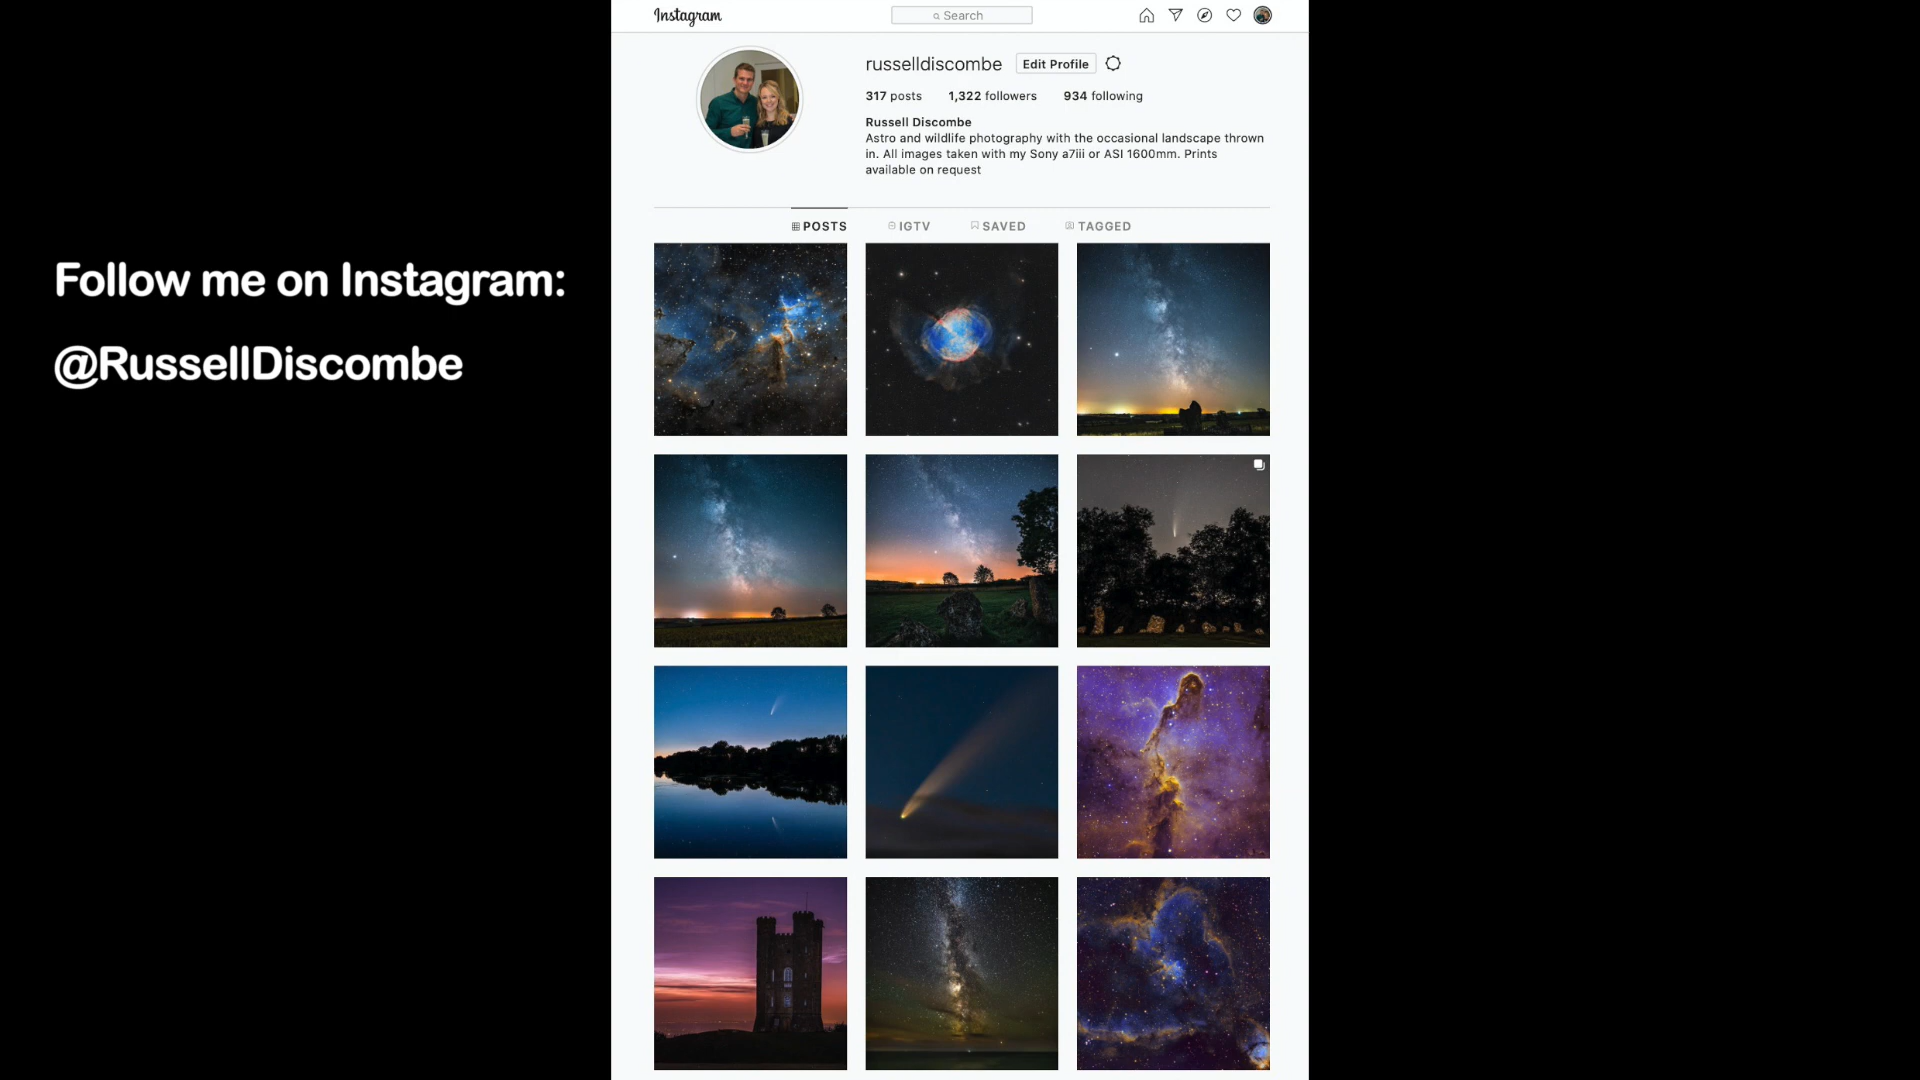 Instagram
Search
russelldiscombe Edit Profile
317 posts 1,322 followers 934 following
Russell Discombe
Astro and wildlife photography with the occasional landscape thrown
in. All images taken with my Sony a7iii or ASI 1600mm. Prints
available on request
POSTS IGTV SAVED TAGGED
Follow me on Instagram:
@RussellDiscombe